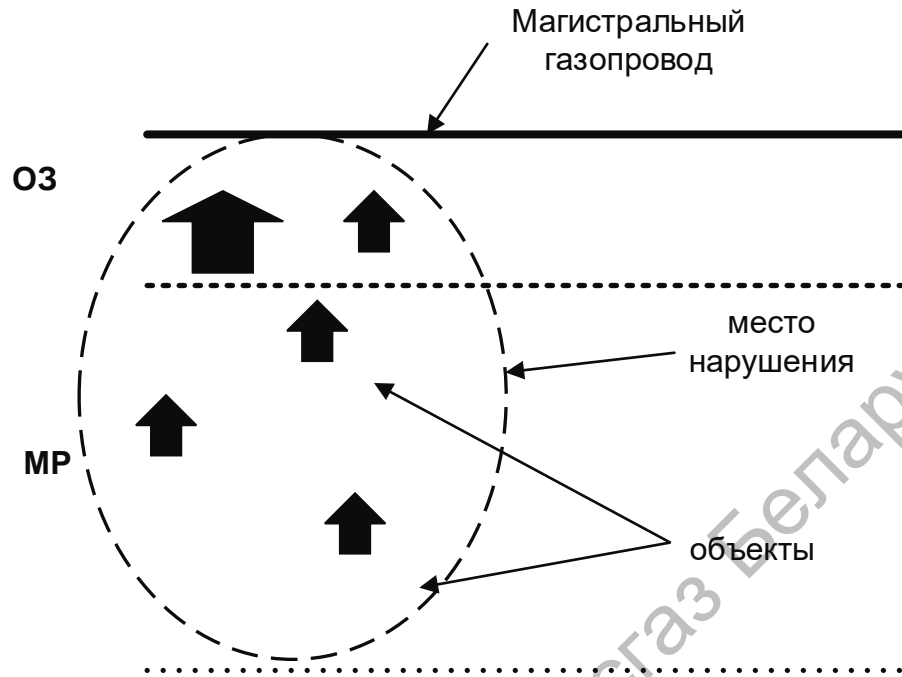 Магистральный
газопровод
ОЗ
место
нарушения
МР
объекты